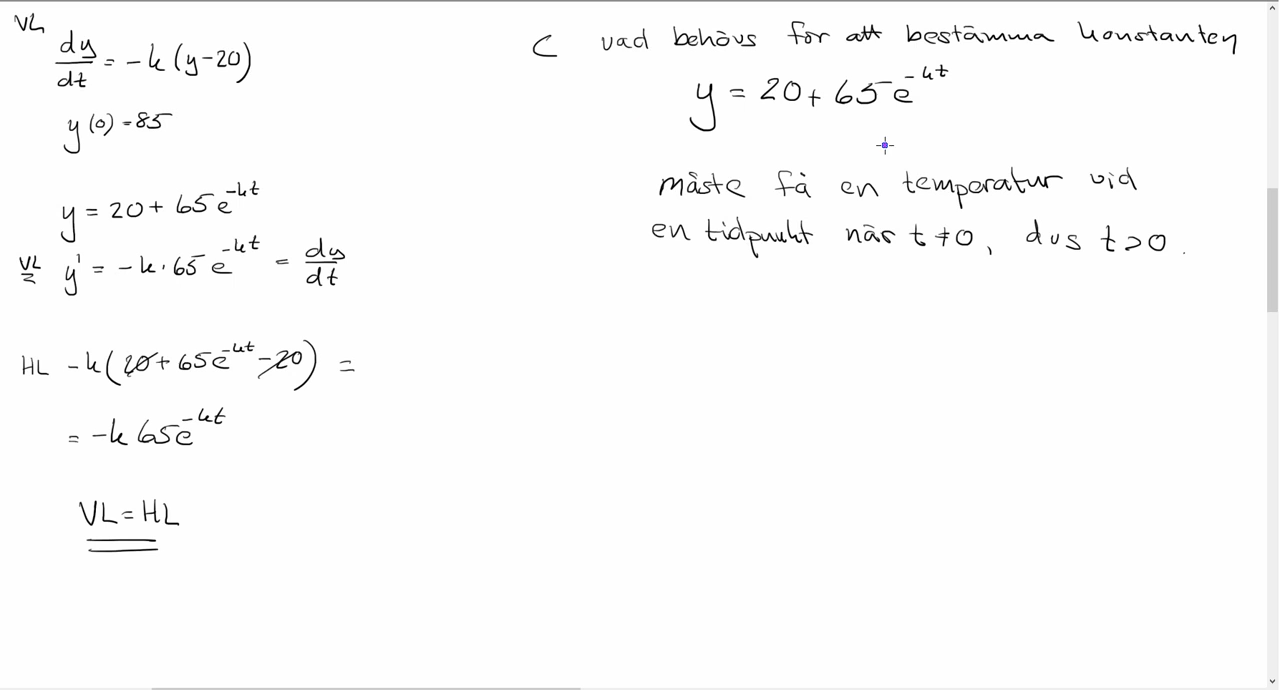 VL
dy/dt = -k(y-20)
y(0) = 85
y = 20 + 65e^-kt
VL y' = -k·65e^-kt = dy/dt
HL -k(20 + 65e^-kt - 20) =
= -k65e^-kt
VL = HL
C vad behövs för att bestämma konstanten
y = 20 + 65e^-kt
måste få en temperatur vid
en tidpunkt när t≠0, dvs t>0.